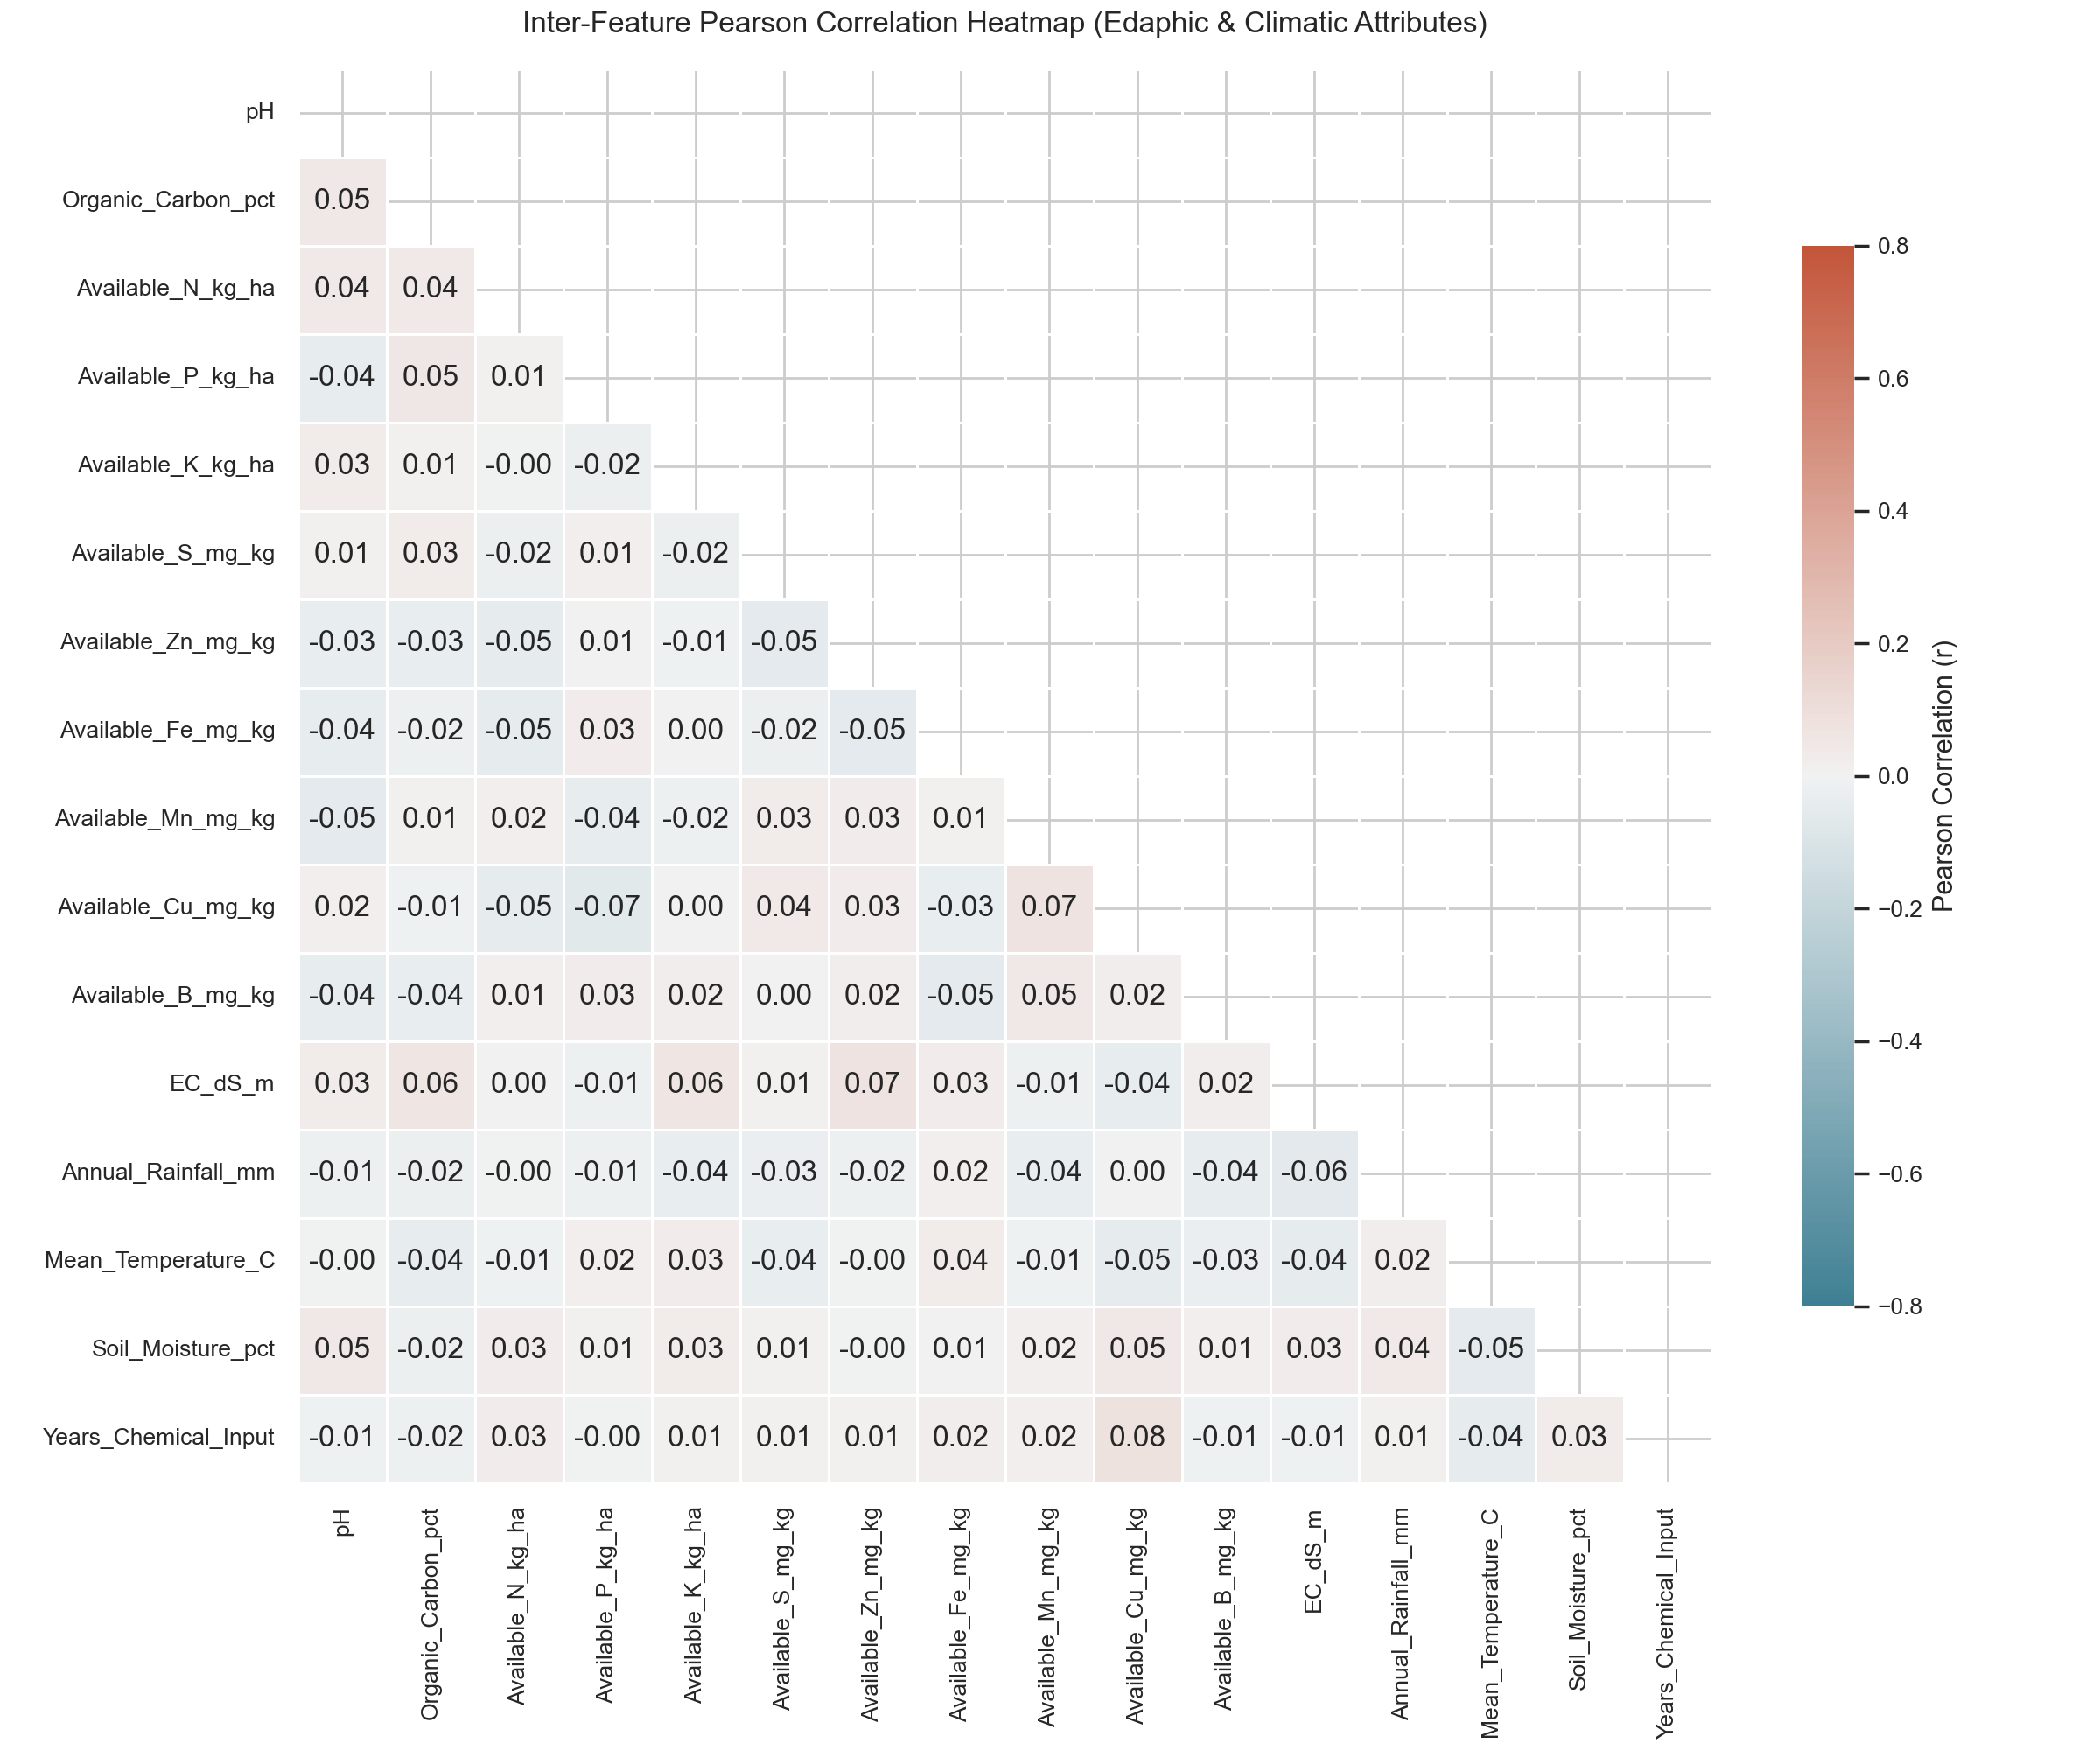 Inter-Feature Pearson Correlation Heatmap (Edaphic & Climatic Attributes)
pH
Organic_Carbon_pct 0.05
Available_N_kg_ha 0.04 0.04
Available_P_kg_ha -0.04 0.05 0.01
Available_K_kg_ha 0.03 0.01 -0.00 -0.02
Available_S_mg_kg 0.01 0.03 -0.02 0.01 -0.02
Available_Zn_mg_kg -0.03 -0.03 -0.05 0.01 -0.01 -0.05
Available_Fe_mg_kg -0.04 -0.02 -0.05 0.03 0.00 -0.02 -0.05
Available_Mn_mg_kg -0.05 0.01 0.02 -0.04 -0.02 0.03 0.03 0.01
Available_Cu_mg_kg 0.02 -0.01 -0.05 -0.07 0.00 0.04 0.03 -0.03 0.07
Available_B_mg_kg -0.04 -0.04 0.01 0.03 0.02 0.00 0.02 -0.05 0.05 0.02
EC_dS_m 0.03 0.06 0.00 -0.01 0.06 0.01 0.07 0.03 -0.01 -0.04 0.02
Annual_Rainfall_mm -0.01 -0.02 -0.00 -0.01 -0.04 -0.03 -0.02 0.02 -0.04 0.00 -0.04 -0.06
Mean_Temperature_C -0.00 -0.04 -0.01 0.02 0.03 -0.04 -0.00 0.04 -0.01 -0.05 -0.03 -0.04 0.02
Soil_Moisture_pct 0.05 -0.02 0.03 0.01 0.03 0.01 -0.00 0.01 0.02 0.05 0.01 0.03 0.04 -0.05
Years_Chemical_Input -0.01 -0.02 0.03 -0.00 0.01 0.01 0.01 0.02 0.02 0.08 -0.01 -0.01 0.01 -0.04 0.03
pH
Organic_Carbon_pct
Available_N_kg_ha
Available_P_kg_ha
Available_K_kg_ha
Available_S_mg_kg
Available_Zn_mg_kg
Available_Fe_mg_kg
Available_Mn_mg_kg
Available_Cu_mg_kg
Available_B_mg_kg
EC_dS_m
Annual_Rainfall_mm
Mean_Temperature_C
Soil_Moisture_pct
Years_Chemical_Input
0.8
0.6
0.4
0.2
0.0
−0.2
−0.4
−0.6
−0.8
Pearson Correlation (r)